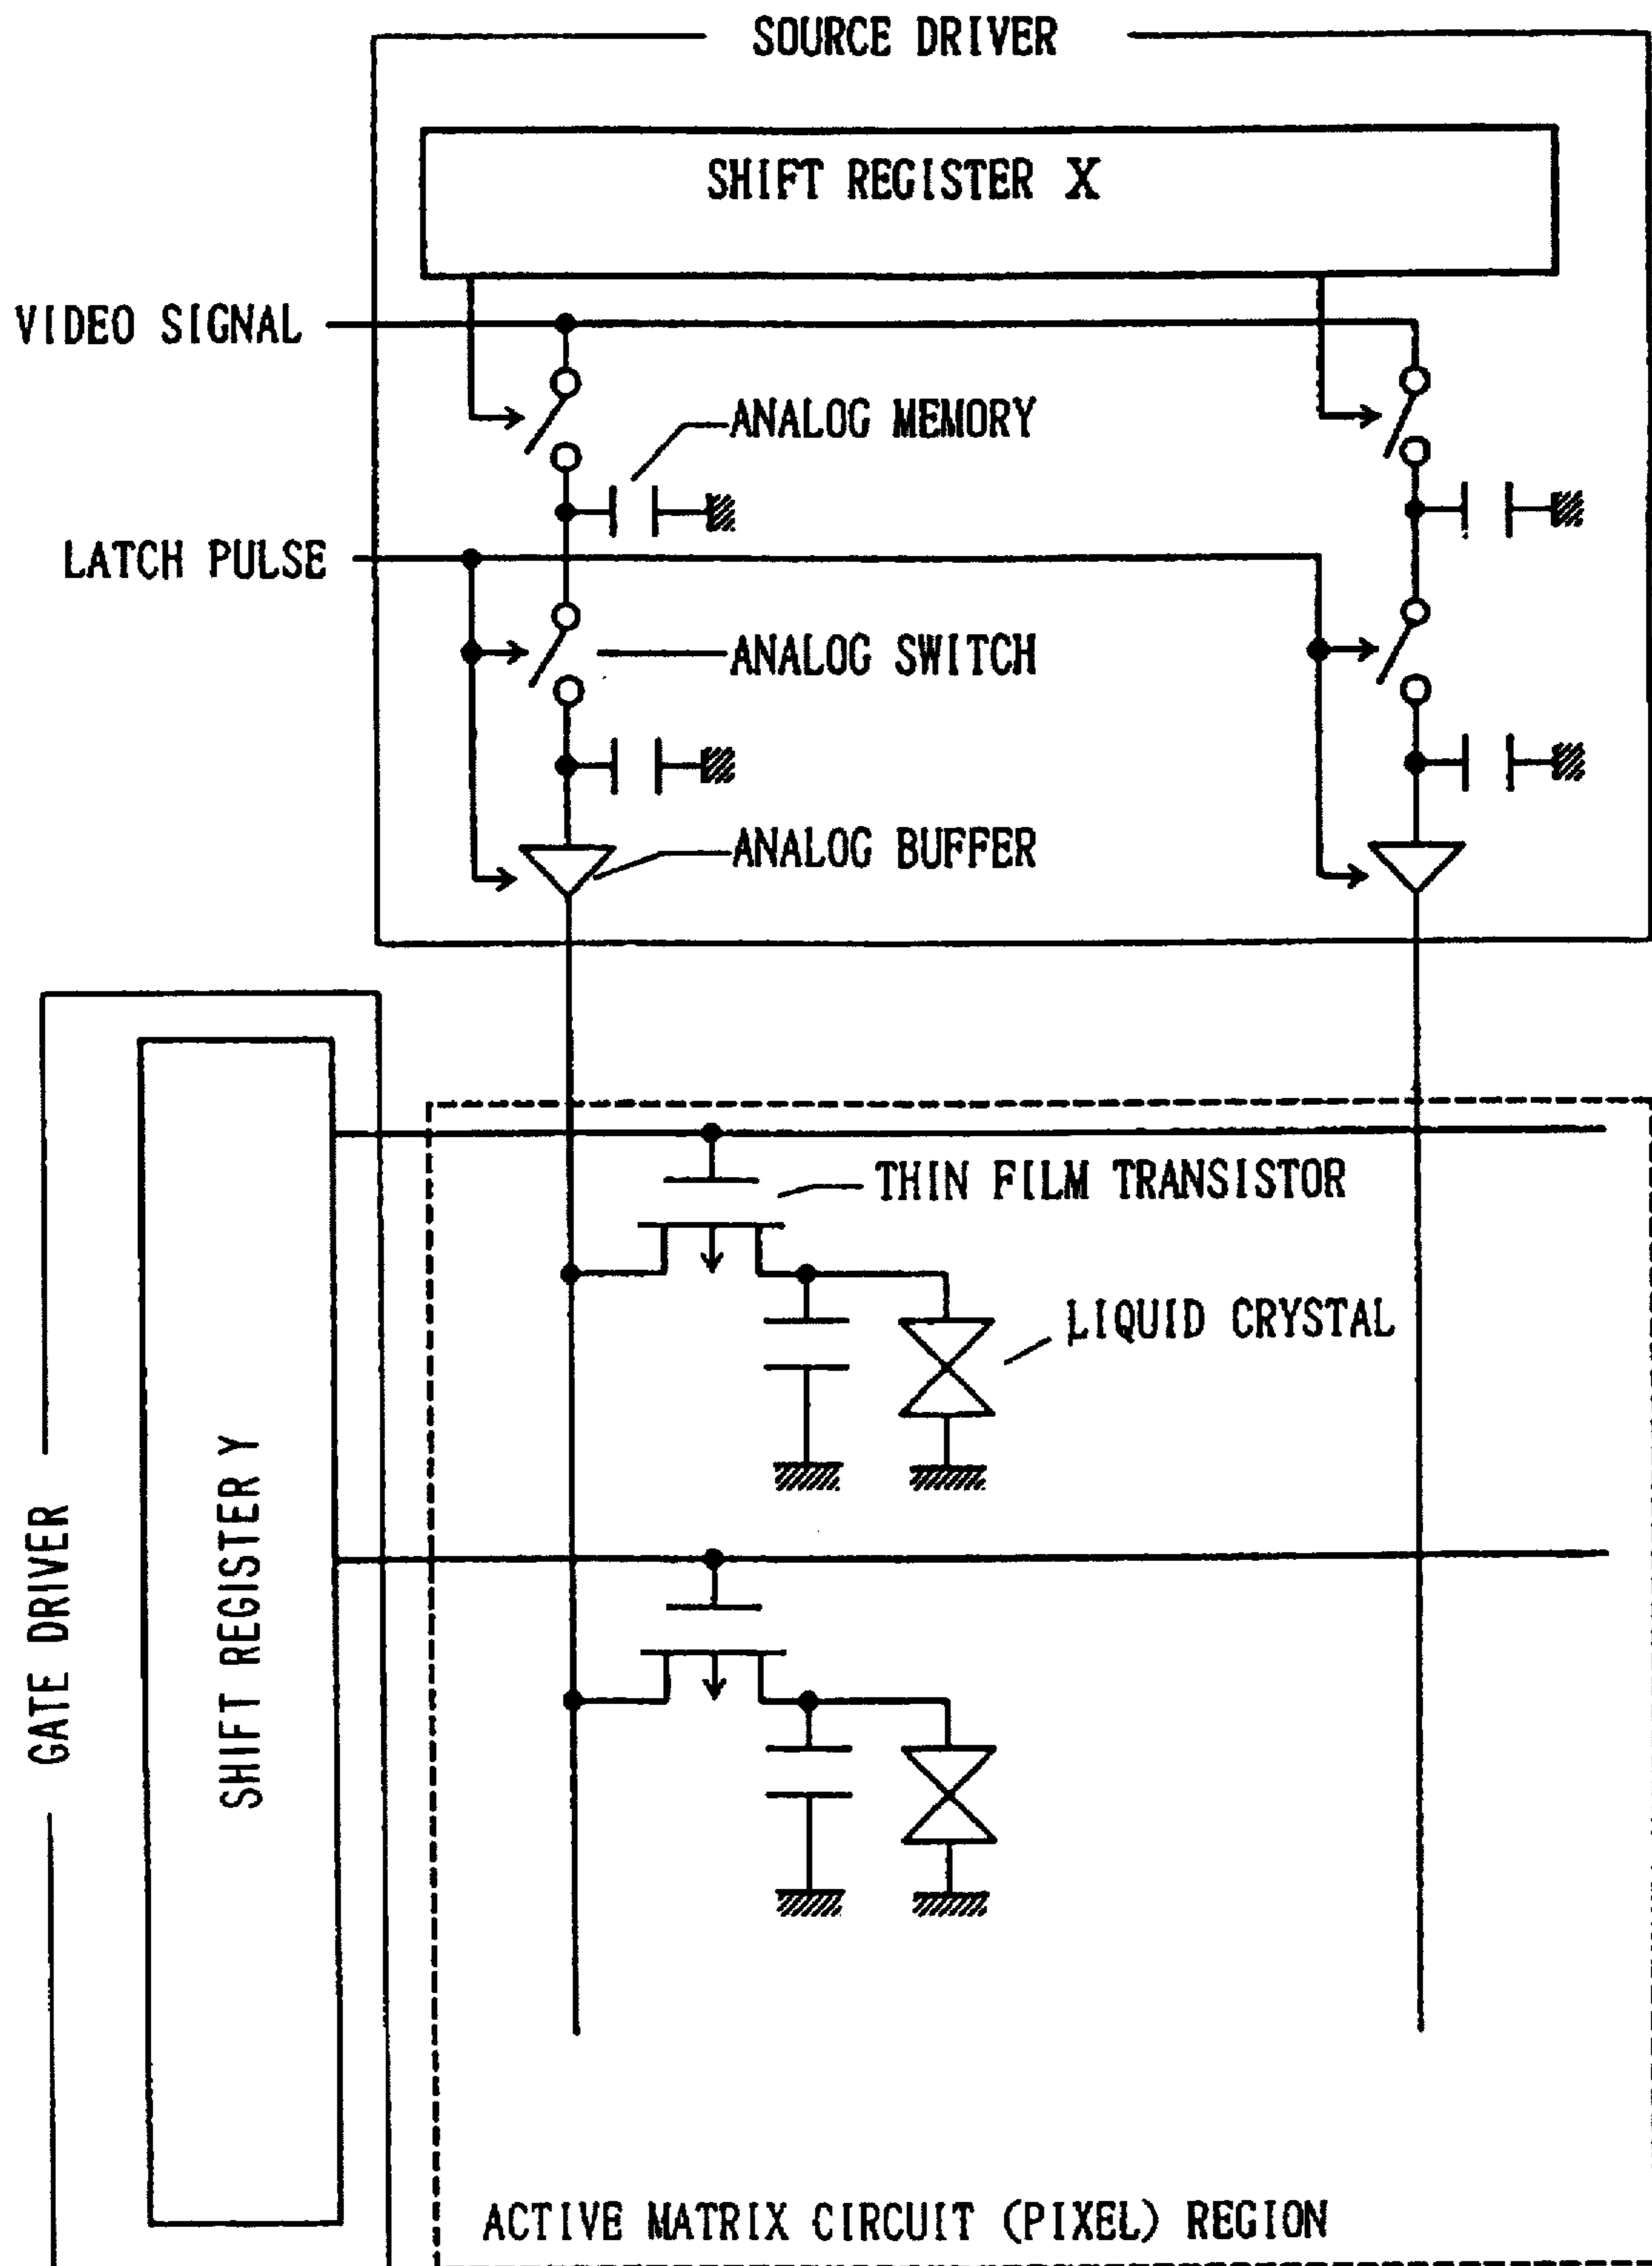 SOURCE DRIVER
SHIFT REGISTER X
VIDEO SIGNAL
ANALOG MEMORY
LATCH PULSE
ANALOG SWITCH
ANALOG BUFFER
THIN FILM TRANSISTOR
LIQUID CRYSTAL
GATE DRIVER
SHIFT REGISTER Y
ACTIVE MATRIX CIRCUIT (PIXEL) REGION